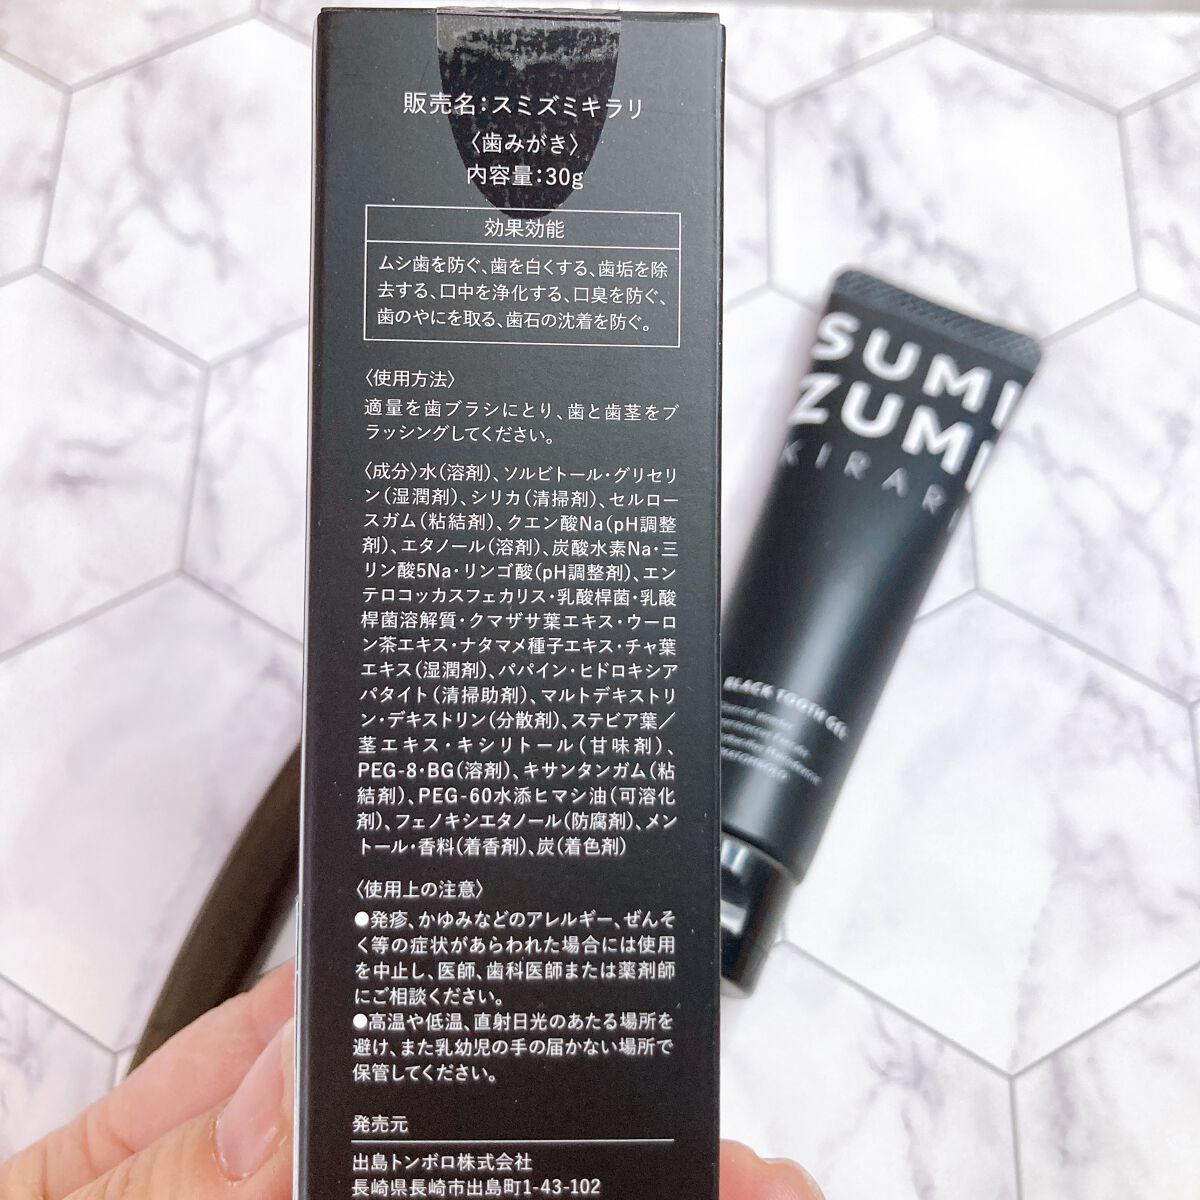 販売名:スミズミキラリ
〈歯みがき〉
内容量:30g
効果効能
ムシ歯を防ぐ、歯を白くする、歯垢を除
去する、口中を浄化する、口臭を防ぐ、
歯のやにを取る、歯石の沈着を防ぐ。
〈使用方法〉
適量を歯ブラシにとり、歯と歯茎をブ
ラッシングしてください。
〈成分〉水(溶剤)、ソルビトール・グリセリ
ン(湿潤剤)、シリカ(清掃剤)、セルロー
スガム(粘結剤)、クエン酸Na(pH調整
剤)、エタノール(溶剤)、炭酸水素Na・三
リン酸5Na・リンゴ酸(pH調整剤)、エン
テロコッカスフェカリス・乳酸桿菌・乳酸
桿菌溶解質・クマザサ葉エキス・ウーロ
ン茶エキス・ナタマメ種子エキス・チャ葉
エキス(湿潤剤)、パパイン・ヒドロキシア
パタイト(清掃助剤)、マルトデキストリ
ン・デキストリン(分散剤)、ステビア葉/
茎エキス・キシリトール(甘味剤)、
PEG-8・BG(溶剤)、キサンタンガム(粘
結剤)、PEG-60水添ヒマシ油(可溶化
剤)、フェノキシエタノール(防腐剤)、メン
トール・香料(着香剤)、炭(着色剤)
〈使用上の注意〉
●発疹、かゆみなどのアレルギー、ぜんそ
く等の症状があらわれた場合には使用
を中止し、医師、歯科医師または薬剤師
にご相談ください。
●高温や低温、直射日光のあたる場所を
避け、また乳幼児の手の届かない場所で
保管してください。
発売元
出島トンボロ株式会社
長崎県長崎市出島町1-43-102
SUMI
ZUMI
KIRARI
BLACK TOOTH GEL